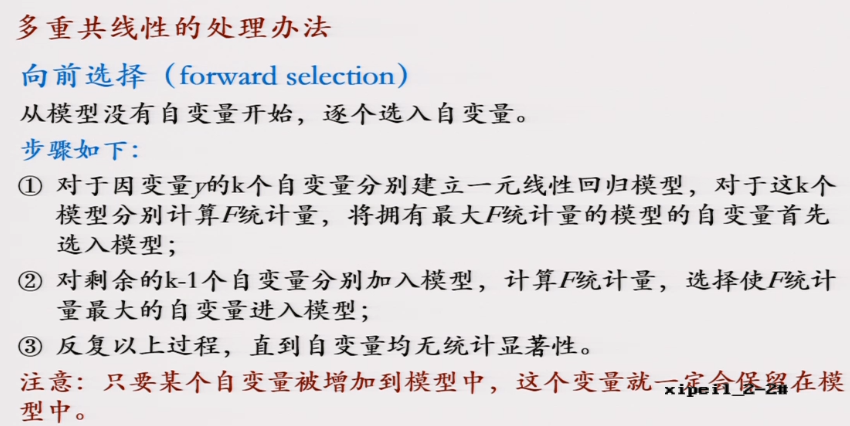 多重共线性的处理办法
向前选择（forward selection）
从模型没有自变量开始，逐个选入自变量。
步骤如下：
① 对于因变量y的k个自变量分别建立一元线性回归模型，对于这k个
模型分别计算F统计量，将拥有最大F统计量的模型的自变量首先
选入模型；
② 对剩余的k-1个自变量分别加入模型，计算F统计量，选择使F统计
量最大的自变量进入模型；
③ 反复以上过程，直到自变量均无统计显著性。
注意：只要某个自变量被增加到模型中，这个变量就一定会保留在模
型中。
xipeil_2-2#